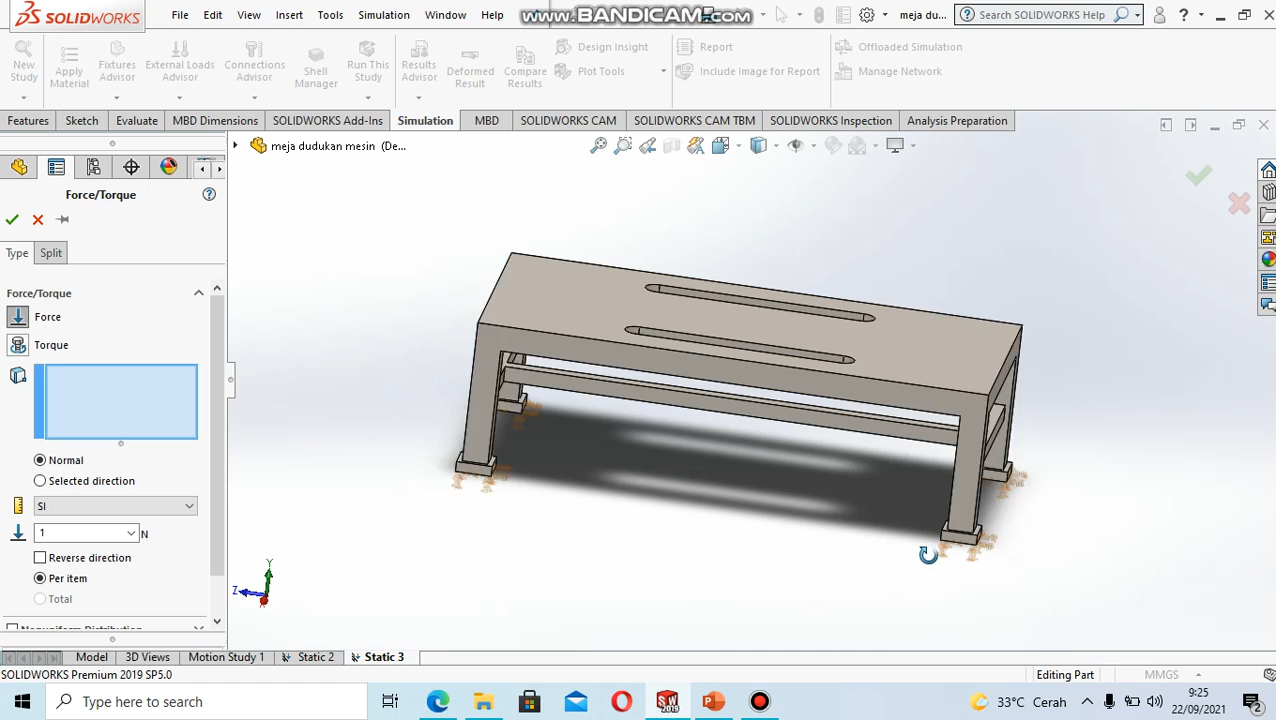 SOLIDWORKS File Edit View Insert Tools Simulation Window Help www.BANDICAM.com meja du... Search SOLIDWORKS Help
New Study
Apply Material
Fixtures Advisor
External Loads Advisor
Connections Advisor
Shell Manager
Run This Study
Results Advisor
Deformed Result
Compare Results
Design Insight
Plot Tools
Report
Include Image for Report
Offloaded Simulation
Manage Network
Features Sketch Evaluate MBD Dimensions SOLIDWORKS Add-Ins Simulation MBD SOLIDWORKS CAM SOLIDWORKS CAM TBM SOLIDWORKS Inspection Analysis Preparation
meja dudukan mesin (De...
Force/Torque
Type Split
Force/Torque
Force
Torque
Normal
Selected direction
SI
1 N
Reverse direction
Per item
Total
Nonuniform Distribution
Y
Z
Model 3D Views Motion Study 1 Static 2 Static 3
SOLIDWORKS Premium 2019 SP5.0 Editing Part MMGS
Type here to search
33°C Cerah
9:25
22/09/2021
2